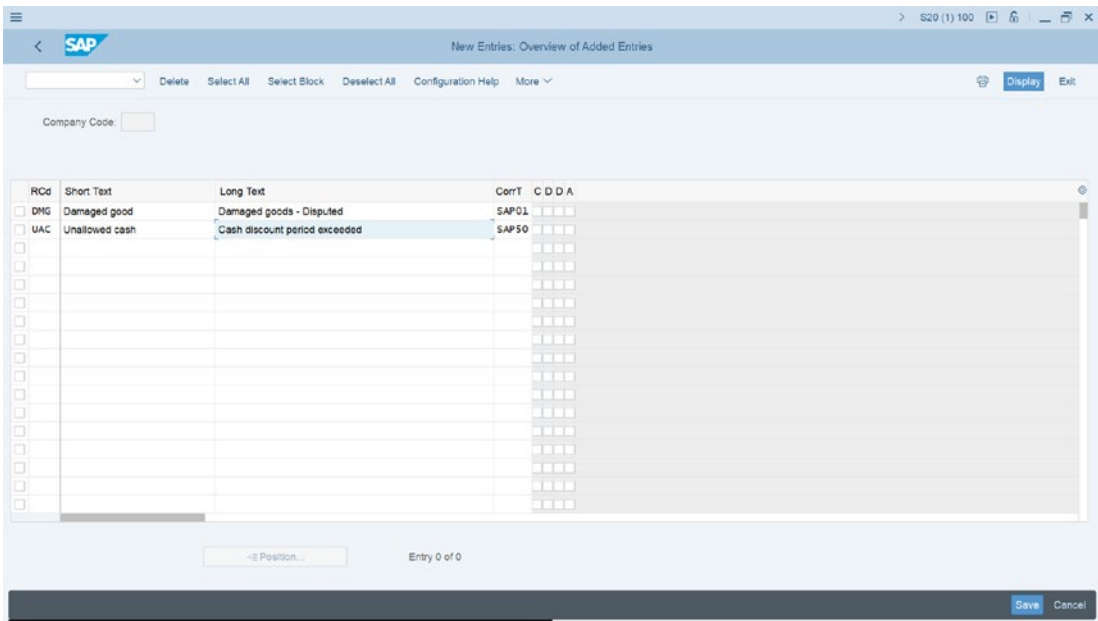 S20 (1) 100
SAP
New Entries: Overview of Added Entries
Delete Select All Select Block Deselect All Configuration Help More Display Exit
Company Code:
RCd Short Text Long Text CorrT C D D A
DMG Damaged good Damaged goods - Disputed SAP01
UAC Unallowed cash Cash discount period exceeded SAP50
Position...
Entry 0 of 0
Save Cancel